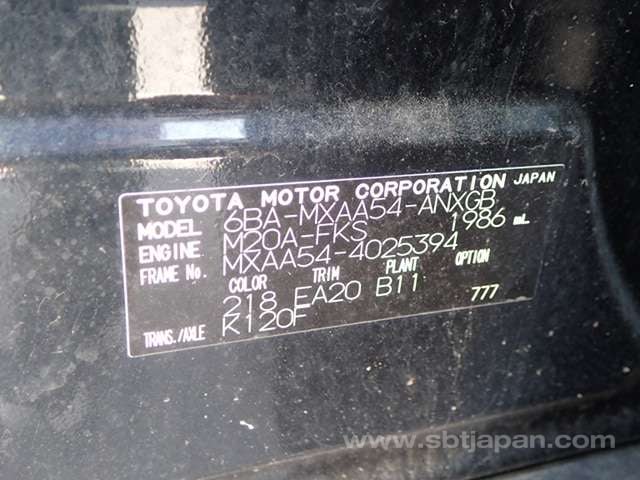 TOYOTA MOTOR CORPORATION JAPAN
MODEL 6BA-MXAA54-ANXGB
ENGINE M20A-FKS 1986 mL
FRAME No. MXAA54-4025394
COLOR TRIM PLANT OPTION
218 EA20 B11 777
TRANS./AXLE K120F
www.sbtjapan.com